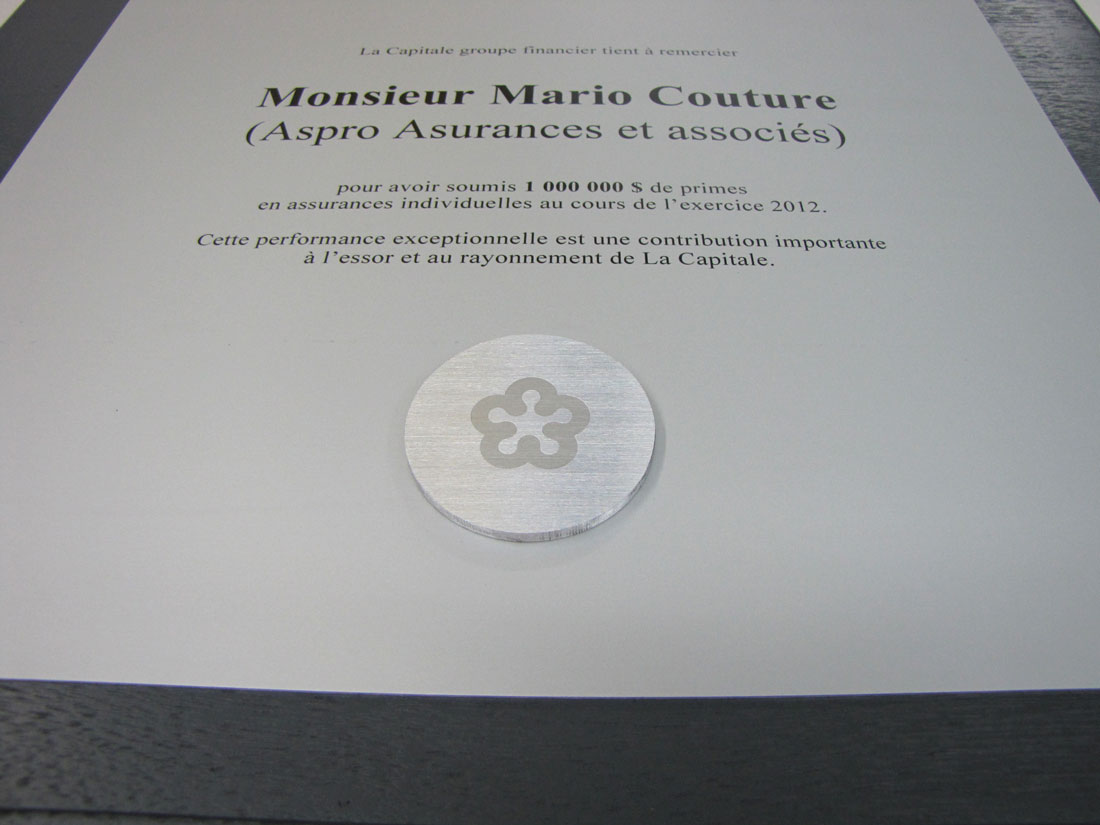 La Capitale groupe financier tient à remercier
Monsieur Mario Couture
(Aspro Asurances et associés)
pour avoir soumis 1 000 000 $ de primes
en assurances individuelles au cours de l'exercice 2012.
Cette performance exceptionnelle est une contribution importante
à l'essor et au rayonnement de La Capitale.